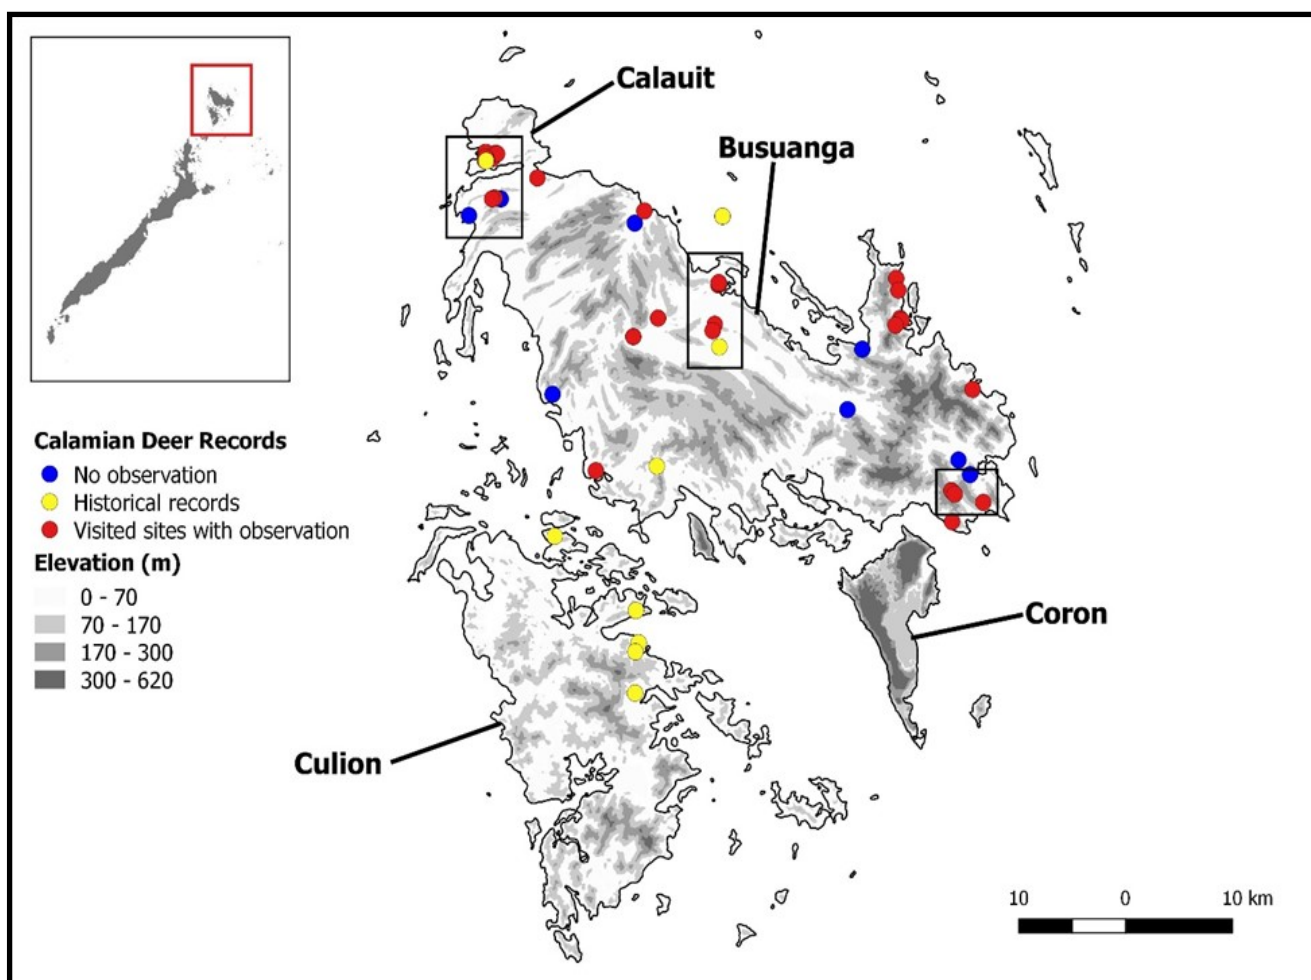 Calauit
Busuanga
Calamian Deer Records
No observation
Historical records
Visited sites with observation
Elevation (m)
0 - 70
70 - 170
170 - 300
300 - 620
Coron
Culion
10 0 10 km